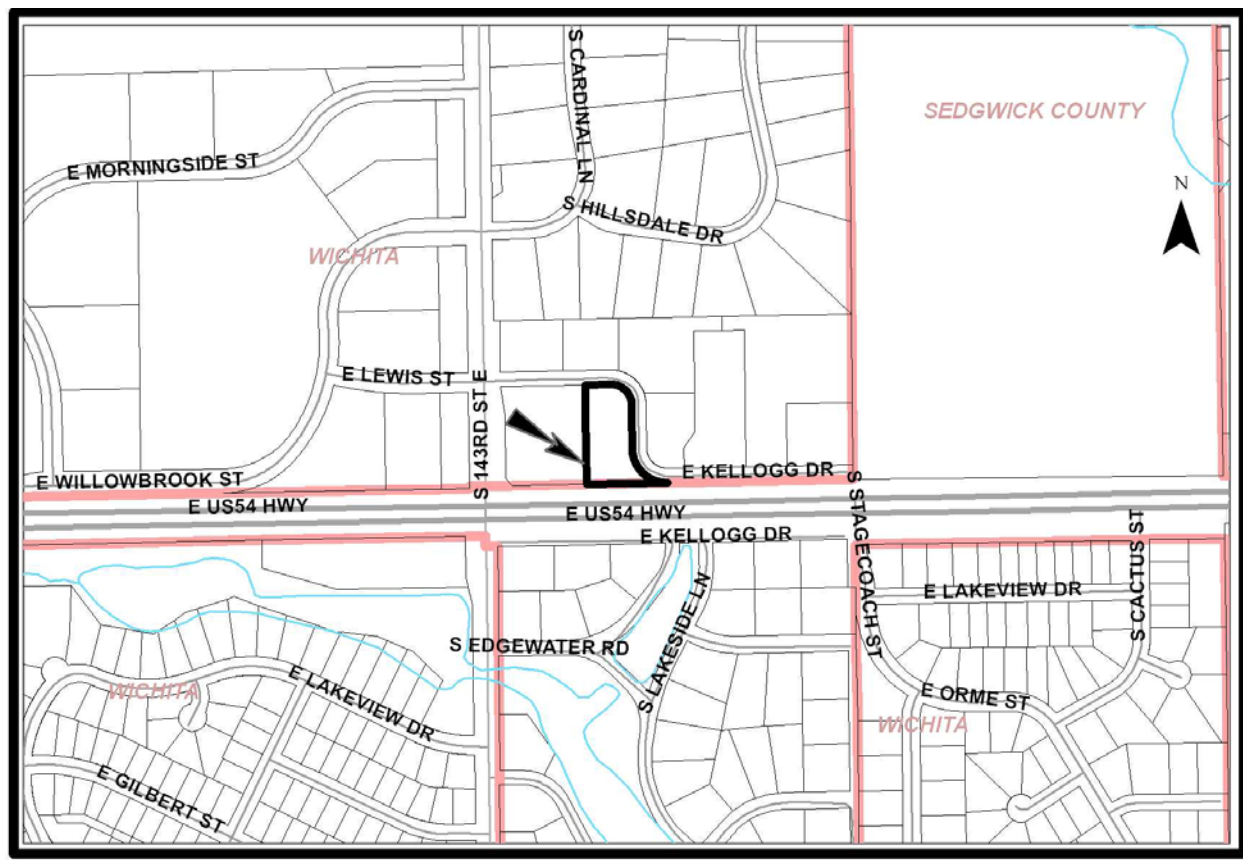 S CARDINAL LN
SEDGWICK COUNTY
E MORNINGSIDE ST
N
S HILLSDALE DR
WICHITA
E LEWIS ST
S 143RD ST E
E WILLOWBROOK ST
E KELLOGG DR
E US54 HWY
E US54 HWY
E KELLOGG DR
S STAGECOACH ST
S CACTUS ST
E LAKEVIEW DR
S EDGEWATER RD
S LAKESIDE LN
E LAKEVIEW DR
WICHITA
E ORME ST
WICHITA
E GILBERT ST